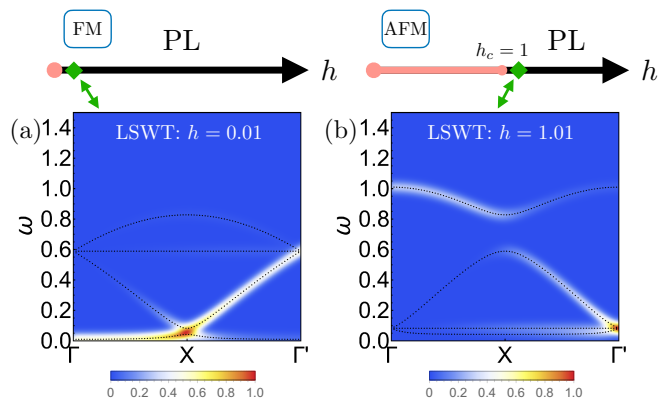 FM
PL
h
AFM
h_c = 1
PL
h
(a)
LSWT: h = 0.01
ω
1.4
1.2
1.0
0.8
0.6
0.4
0.2
0.0
Γ
X
Γ'
0 0.2 0.4 0.6 0.8 1.0
(b)
LSWT: h = 1.01
ω
1.4
1.2
1.0
0.8
0.6
0.4
0.2
0.0
Γ
X
Γ'
0 0.2 0.4 0.6 0.8 1.0